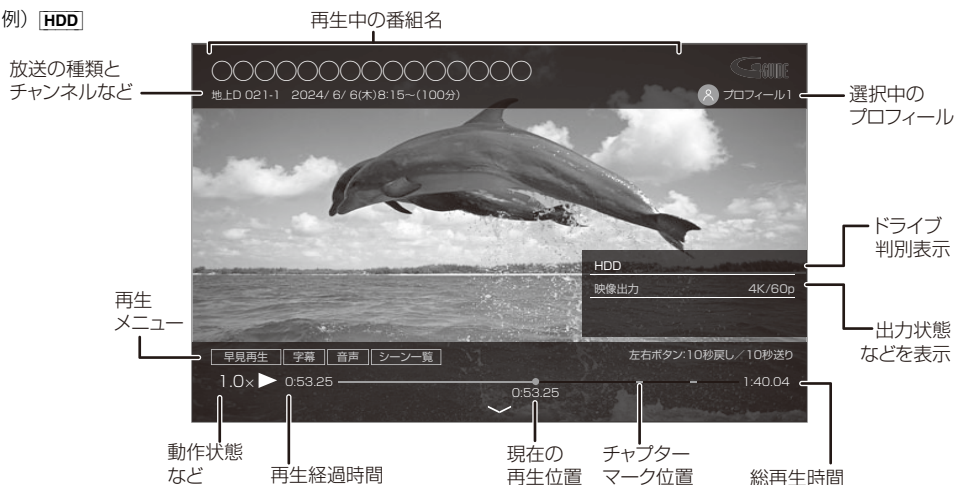 例) HDD
再生中の番組名
放送の種類と
チャンネルなど
○○○○○○○○○○○○○○○
G GUIDE
地上D 021-1 2024/ 6/ 6(木)8:15~(100分)
プロフィール1
選択中の
プロフィール
ドライブ
判別表示
HDD
映像出力 4K/60p
出力状態
などを表示
再生
メニュー
早見再生 字幕 音声 シーン一覧
左右ボタン:10秒戻し/10秒送り
1.0× ▶ 0:53.25
1:40.04
0:53.25
動作状態
など
再生経過時間
現在の
再生位置
チャプター
マーク位置
総再生時間